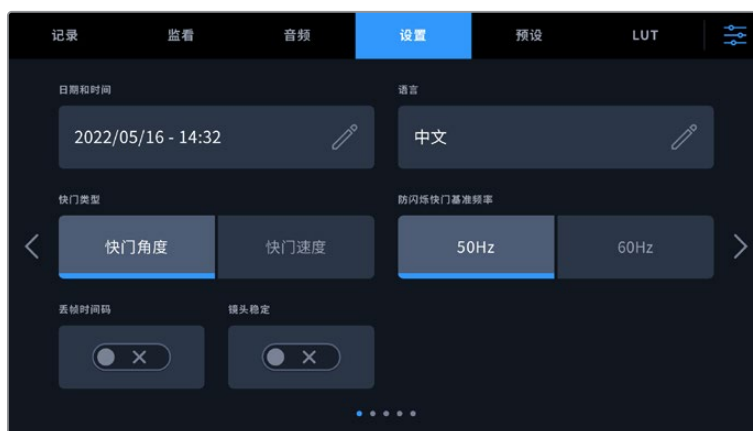 记录 监看 音频 设置 预设 LUT
日期和时间 语言
2022/05/16 - 14:32 中文
快门类型 防闪烁快门基准频率
快门角度 快门速度 50Hz 60Hz
丢帧时间码 镜头稳定